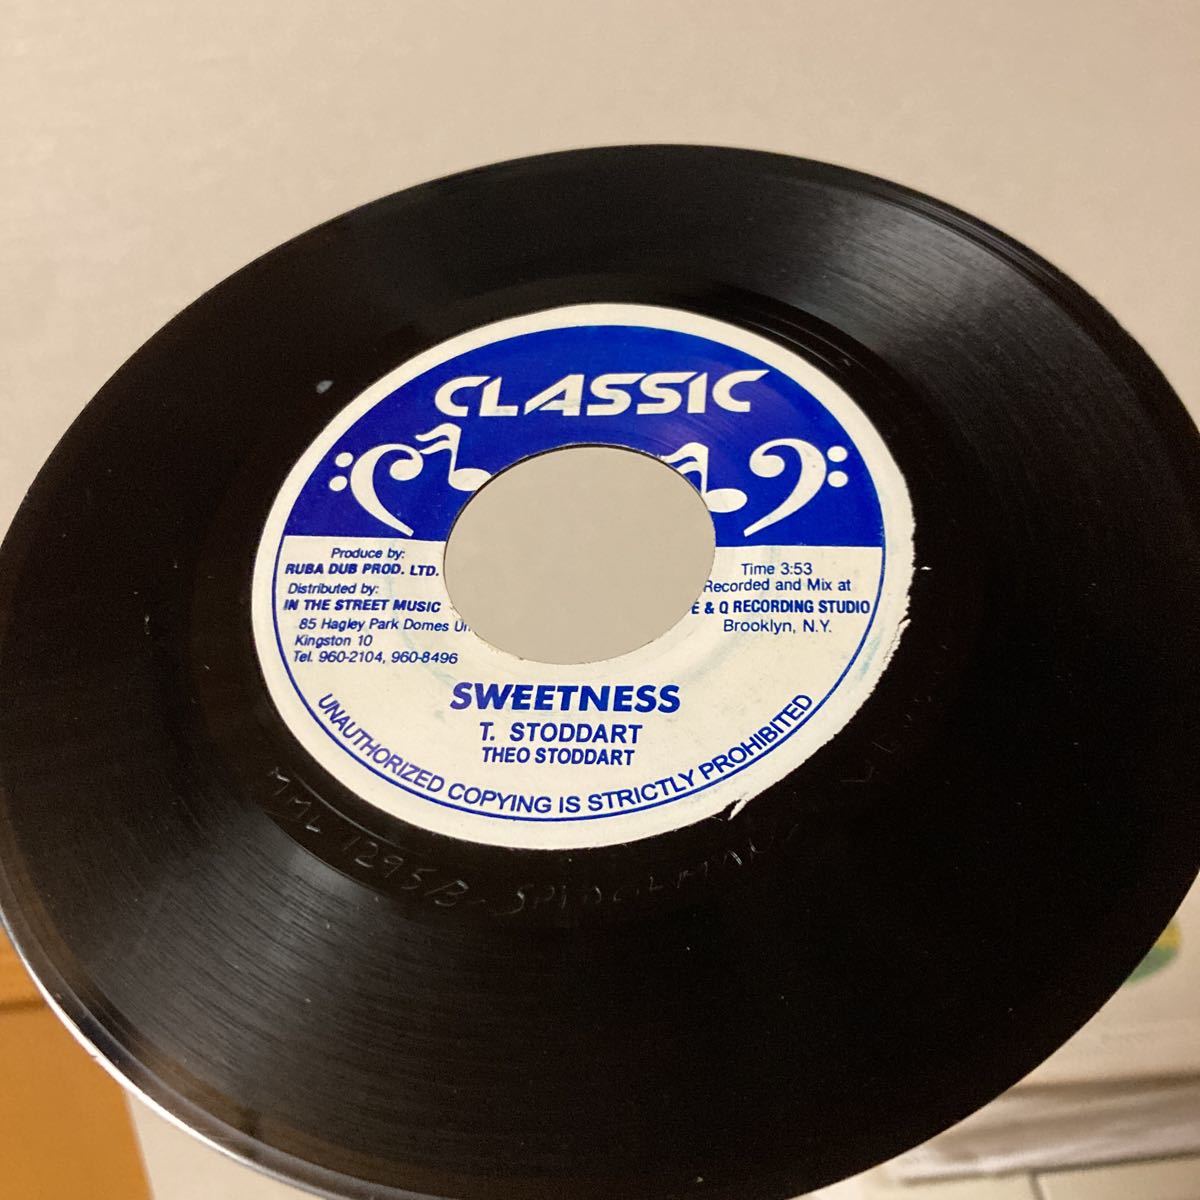 CLASSIC
Produce by:
RUBA DUB PROD. LTD.
Distributed by:
IN THE STREET MUSIC
85 Hagley Park Domes
Kingston 10
Tel. 960-2104, 960-8496
Time 3:53
Recorded and Mix at
E & Q RECORDING STUDIO
Brooklyn, N.Y.
SWEETNESS
T. STODDART
THEO STODDART
UNAUTHORIZED COPYING IS STRICTLY PROHIBITED